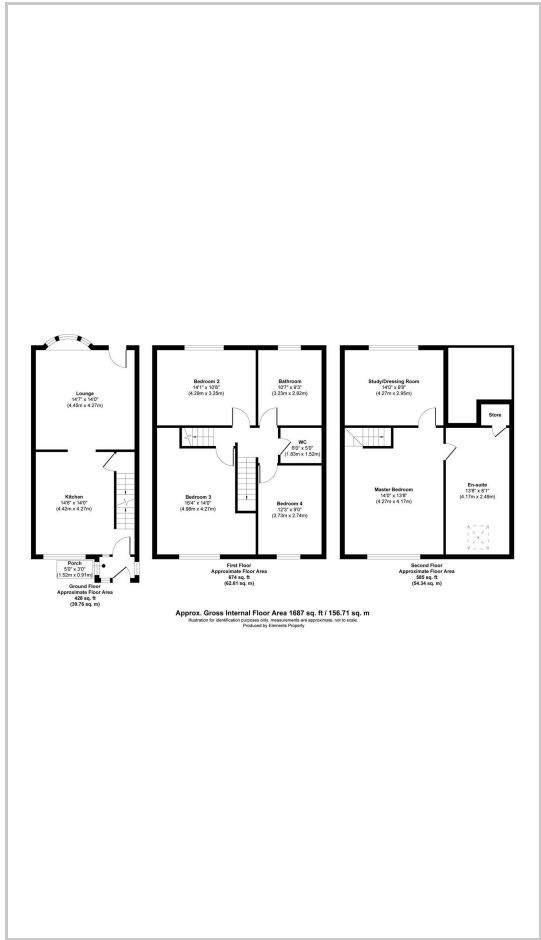 Lounge
14'7" x 14'0"
(4.45m x 4.27m)
Kitchen
14'6" x 14'0"
(4.42m x 4.27m)
Porch
5'0" x 3'0"
(1.52m x 0.91m)
Ground Floor
Approximate Floor Area
428 sq. ft
(39.76 sq. m)
Bedroom 2
14'1" x 10'8"
(4.29m x 3.25m)
Bathroom
10'7" x 9'3"
(3.23m x 2.82m)
WC
6'0" x 5'0"
(1.83m x 1.52m)
Bedroom 3
16'4" x 14'0"
(4.98m x 4.27m)
Bedroom 4
12'3" x 9'0"
(3.73m x 2.74m)
First Floor
Approximate Floor Area
674 sq. ft
(62.61 sq. m)
Study/Dressing Room
14'0" x 9'8"
(4.27m x 2.95m)
Store
Master Bedroom
14'0" x 13'8"
(4.27m x 4.17m)
En-suite
13'8" x 8'1"
(4.17m x 2.46m)
Second Floor
Approximate Floor Area
585 sq. ft
(54.34 sq. m)
Approx. Gross Internal Floor Area 1687 sq. ft / 156.71 sq. m
Illustration for identification purposes only, measurements are approximate, not to scale.
Produced by Elements Property